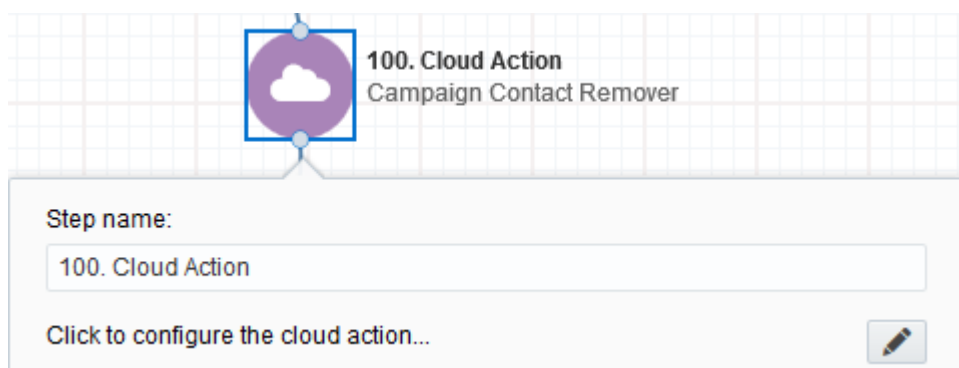 100. Cloud Action
Campaign Contact Remover
Step name:
100. Cloud Action
Click to configure the cloud action...